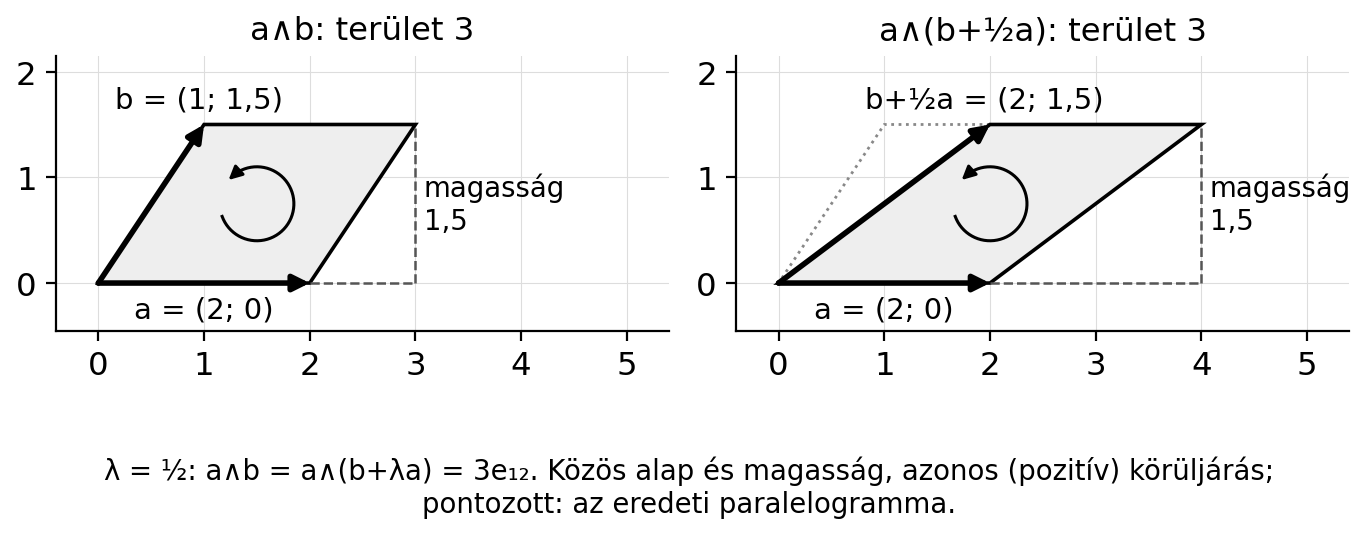 a∧b: terület 3
2
b = (1; 1,5)
1
magasság
1,5
0
a = (2; 0)
0 1 2 3 4 5
a∧(b+½a): terület 3
2
b+½a = (2; 1,5)
1
magasság
1,5
0
a = (2; 0)
0 1 2 3 4 5
λ = ½: a∧b = a∧(b+λa) = 3e₁₂. Közös alap és magasság, azonos (pozitív) körüljárás;
pontozott: az eredeti paralelogramma.